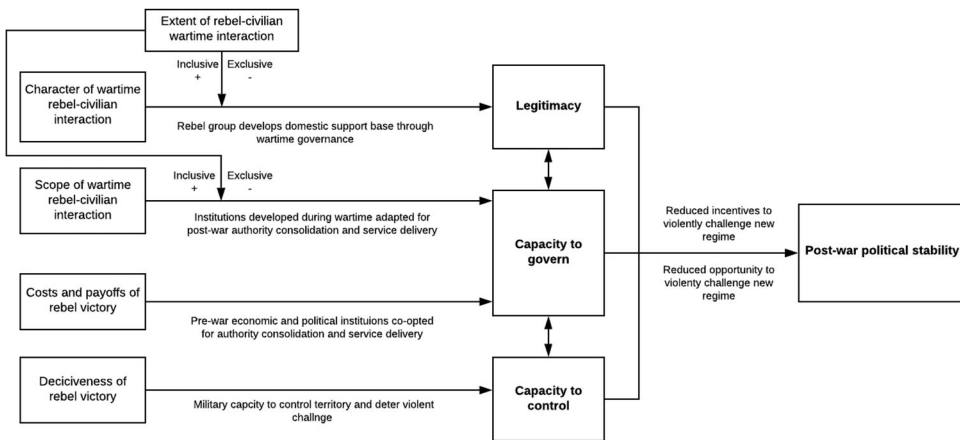 Extent of rebel-civilian
wartime interaction
Inclusive Exclusive
+ -
Character of wartime
rebel-civilian
interaction
Legitimacy
Rebel group develops domestic support base through
wartime governance
Inclusive Exclusive
+ -
Scope of wartime
rebel-civilian
interaction
Institutions developed during wartime adapted for
post-war authority consolidation and service delivery
Capacity to
govern
Reduced incentives to
violently challenge new
regime
Post-war political stability
Reduced opportunity to
violenty challenge new
regime
Costs and payoffs of
rebel victory
Pre-war economic and political instituions co-opted
for authority consolidation and service delivery
Deciciveness of
rebel victory
Capacity to
control
Military capcity to control territory and deter violent
challnge